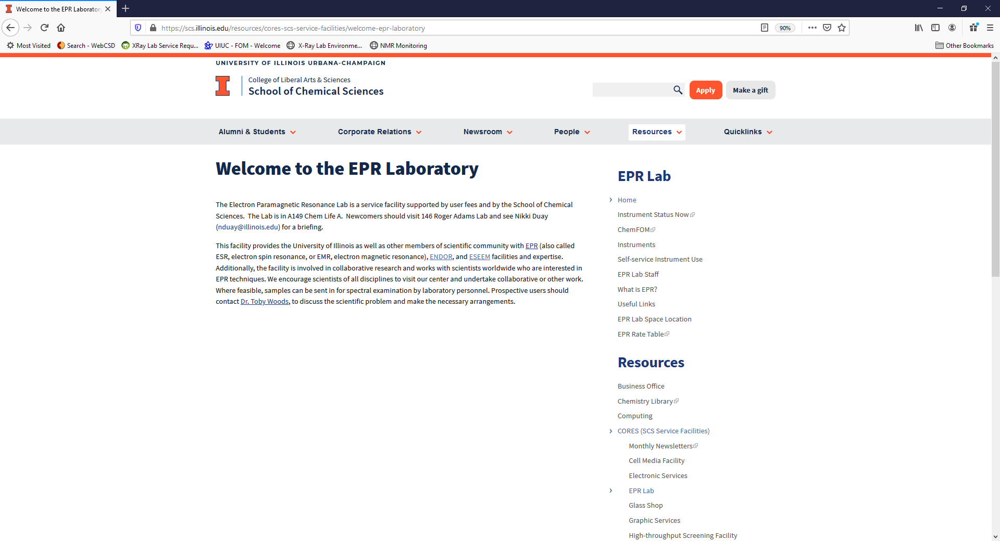 Welcome to the EPR Laborator
https://scs.illinois.edu/resources/cores-scs-service-facilities/welcome-epr-laboratory
90%
Most Visited
Search - WebCSD
XRay Lab Service Requ...
UIUC - FOM - Welcome
X-Ray Lab Environme...
NMR Monitoring
Other Bookmarks
UNIVERSITY OF ILLINOIS URBANA-CHAMPAIGN
College of Liberal Arts & Sciences
School of Chemical Sciences
Apply
Make a gift
Alumni & Students
Corporate Relations
Newsroom
People
Resources
Quicklinks
Welcome to the EPR Laboratory
The Electron Paramagnetic Resonance Lab is a service facility supported by user fees and by the School of Chemical
Sciences.  The Lab is in A149 Chem Life A.  Newcomers should visit 146 Roger Adams Lab and see Nikki Duay
(nduay@illinois.edu) for a briefing.
This facility provides the University of Illinois as well as other members of scientific community with EPR (also called
ESR, electron spin resonance, or EMR, electron magnetic resonance), ENDOR, and ESEEM facilities and expertise.
Additionally, the facility is involved in collaborative research and works with scientists worldwide who are interested in
EPR techniques. We encourage scientists of all disciplines to visit our center and undertake collaborative or other work.
Where feasible, samples can be sent in for spectral examination by laboratory personnel. Prospective users should
contact Dr. Toby Woods, to discuss the scientific problem and make the necessary arrangements.
EPR Lab
Home
Instrument Status Now
ChemFOM
Instruments
Self-service Instrument Use
EPR Lab Staff
What is EPR?
Useful Links
EPR Lab Space Location
EPR Rate Table
Resources
Business Office
Chemistry Library
Computing
CORES (SCS Service Facilities)
Monthly Newsletters
Cell Media Facility
Electronic Services
EPR Lab
Glass Shop
Graphic Services
High-throughput Screening Facility